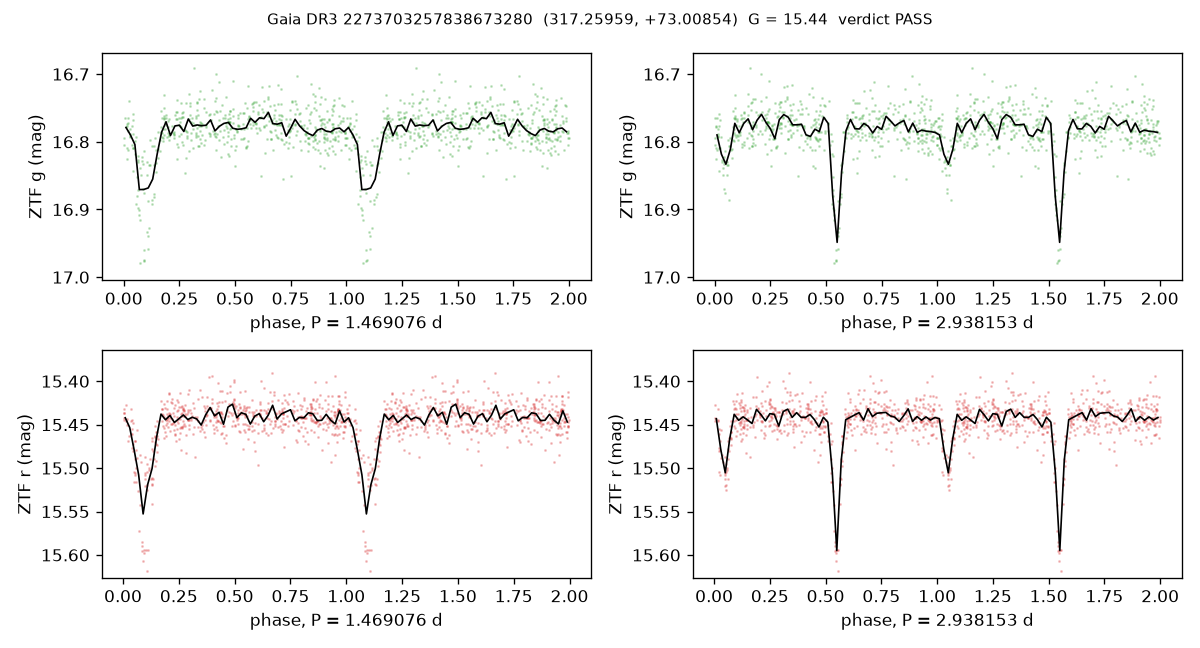 Gaia DR3 2273703257838673280  (317.25959, +73.00854)  G = 15.44  verdict PASS
ZTF g (mag)
16.7
16.8
16.9
17.0
0.00 0.25 0.50 0.75 1.00 1.25 1.50 1.75 2.00
phase, P = 1.469076 d
ZTF g (mag)
16.7
16.8
16.9
17.0
0.00 0.25 0.50 0.75 1.00 1.25 1.50 1.75 2.00
phase, P = 2.938153 d
ZTF r (mag)
15.40
15.45
15.50
15.55
15.60
0.00 0.25 0.50 0.75 1.00 1.25 1.50 1.75 2.00
phase, P = 1.469076 d
ZTF r (mag)
15.40
15.45
15.50
15.55
15.60
0.00 0.25 0.50 0.75 1.00 1.25 1.50 1.75 2.00
phase, P = 2.938153 d